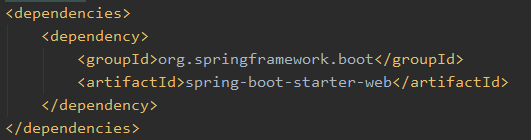 <dependencies>
    <dependency>
        <groupId>org.springframework.boot</groupId>
        <artifactId>spring-boot-starter-web</artifactId>
    </dependency>
</dependencies>